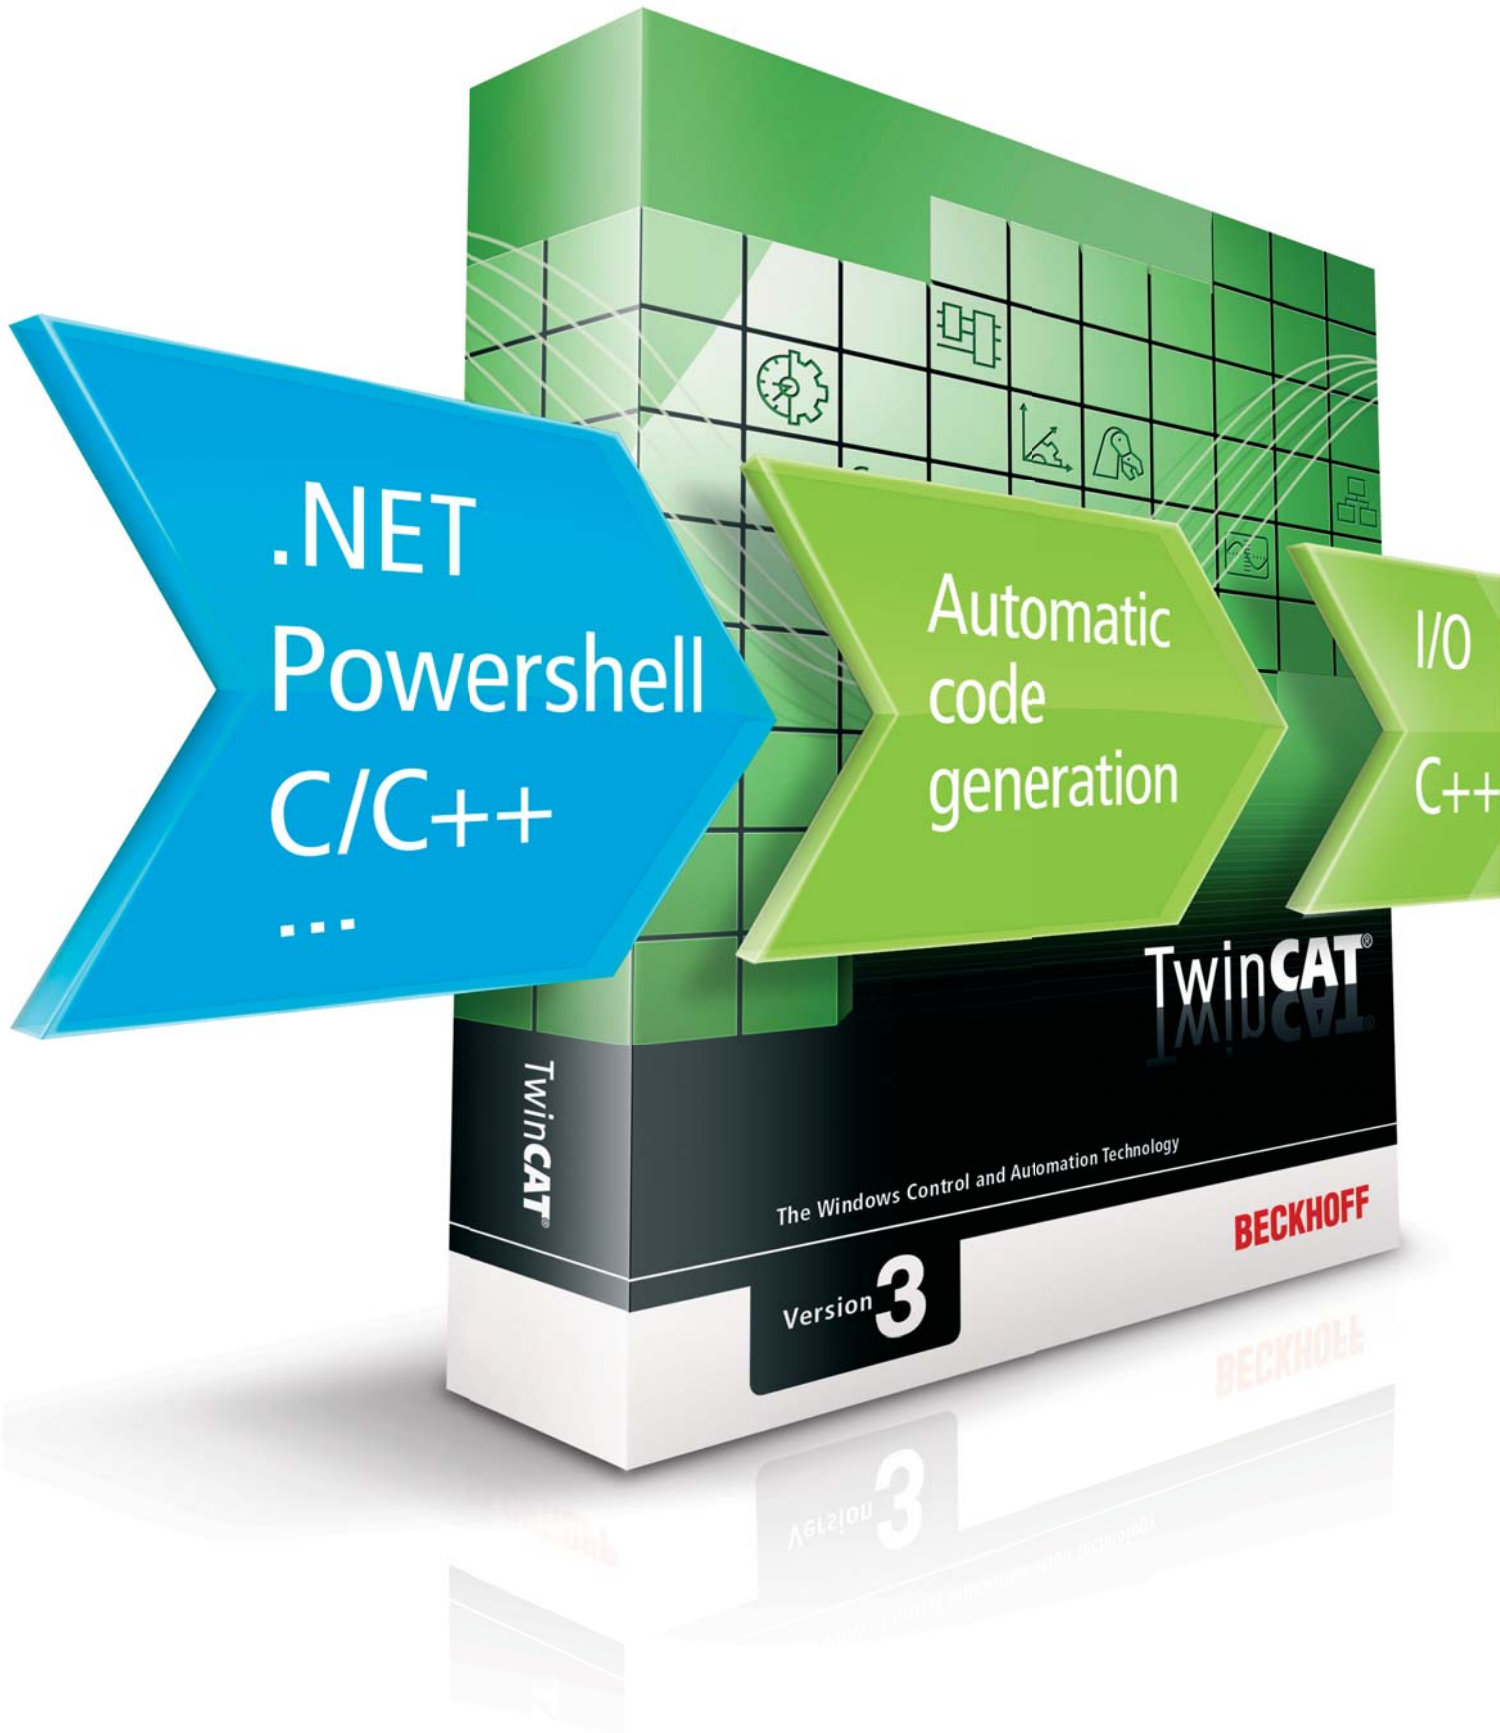 .NET
Powershell
C/C++
...
Automatic
code
generation
I/O
C++
TwinCAT®
TwinCAT®
The Windows Control and Automation Technology
BECKHOFF
Version 3